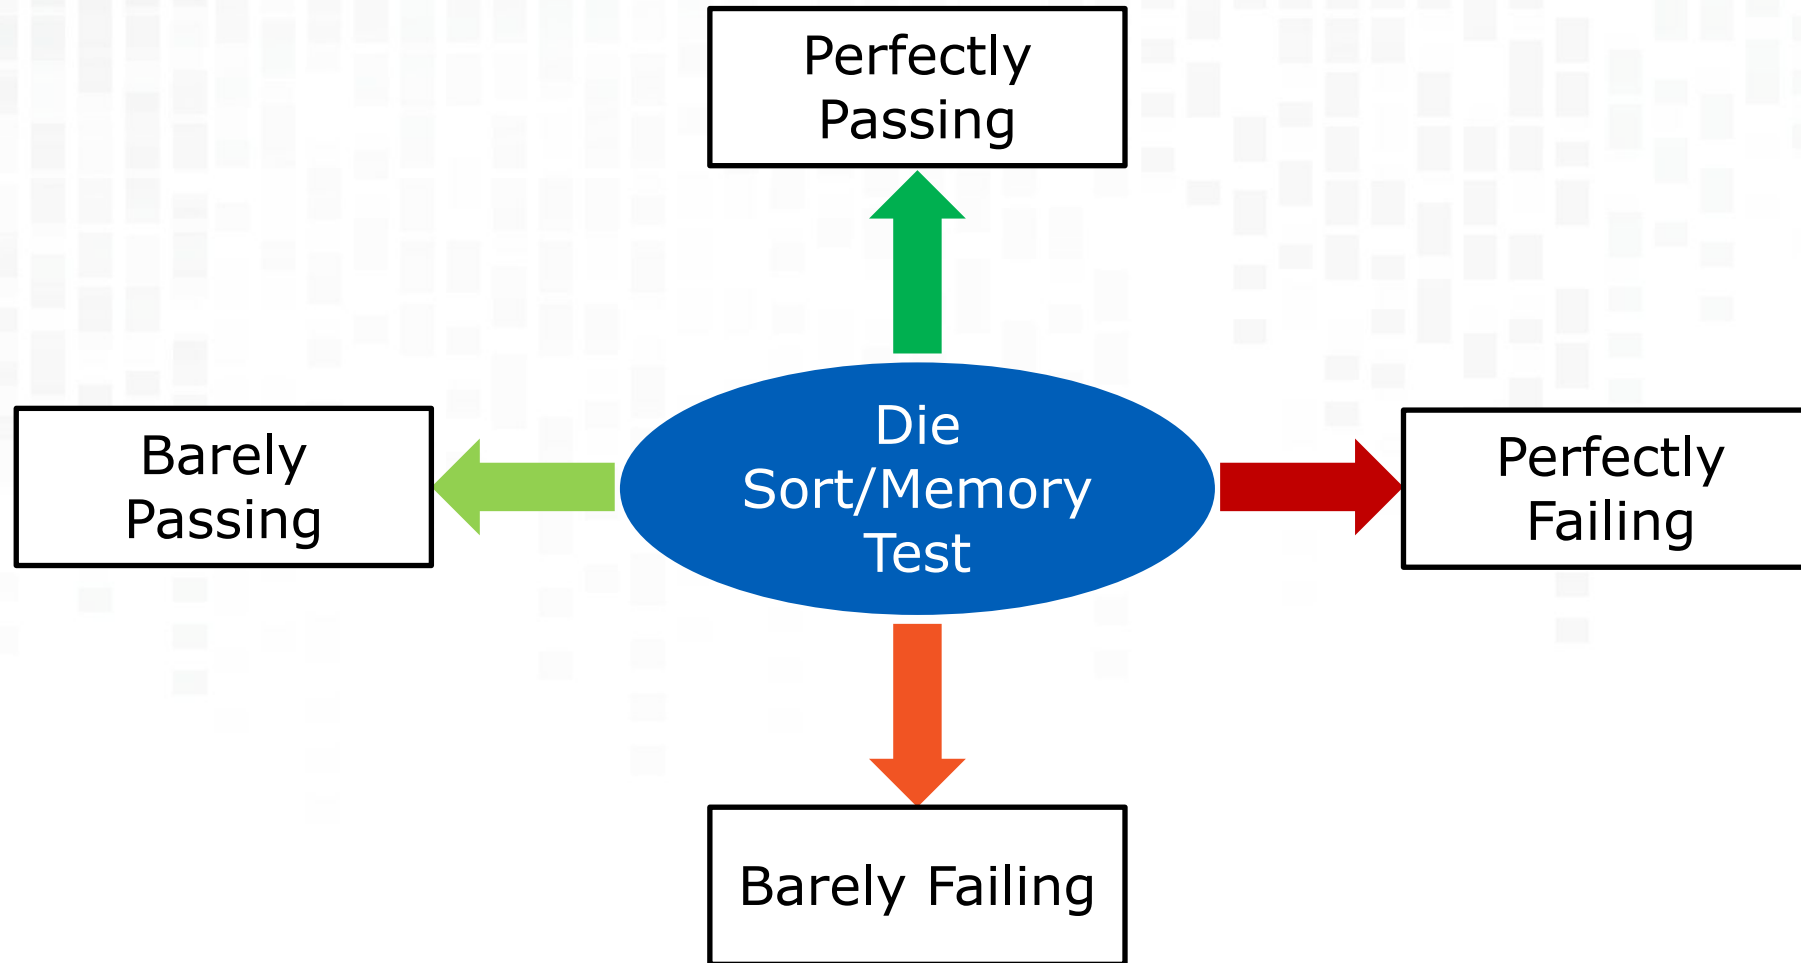 Perfectly
Passing
Barely
Passing
Die
Sort/Memory
Test
Perfectly
Failing
Barely Failing